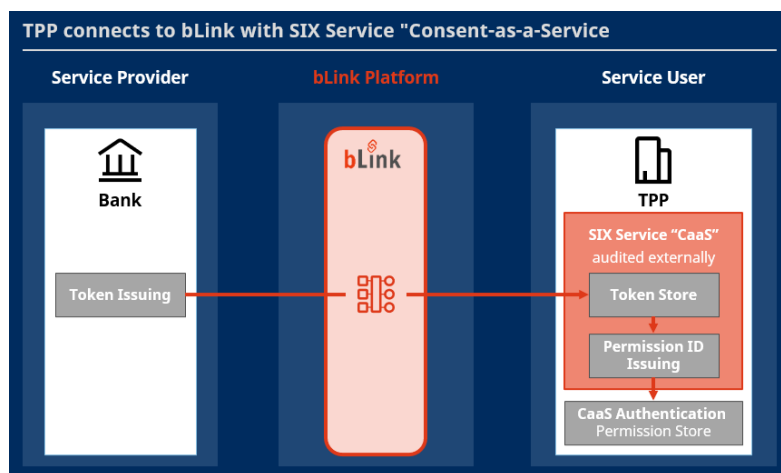 TPP connects to bLink with SIX Service "Consent-as-a-Service
Service Provider
bLink Platform
Service User
Bank
bLink
TPP
SIX Service “CaaS”
audited externally
Token Issuing
Token Store
Permission ID
Issuing
CaaS Authentication
Permission Store